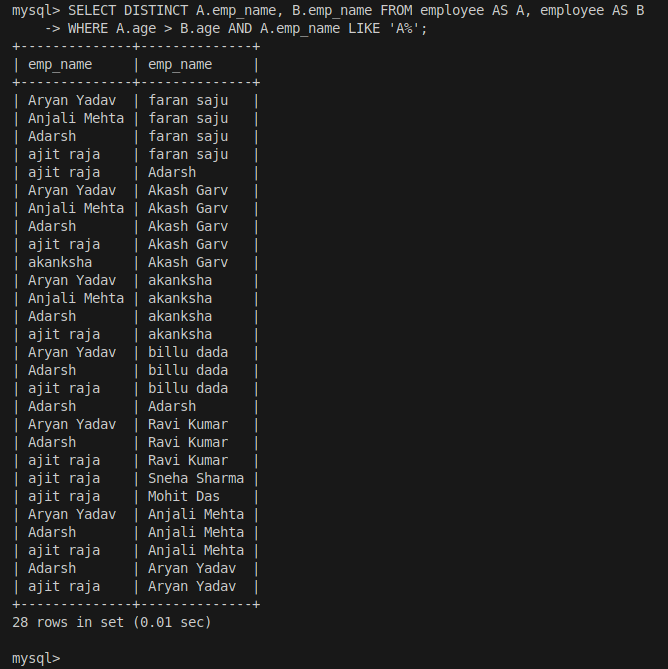 mysql> SELECT DISTINCT A.emp_name, B.emp_name FROM employee AS A, employee AS B
    -> WHERE A.age > B.age AND A.emp_name LIKE 'A%';
+--------------+--------------+
| emp_name     | emp_name     |
+--------------+--------------+
| Aryan Yadav  | faran saju   |
| Anjali Mehta | faran saju   |
| Adarsh       | faran saju   |
| ajit raja    | faran saju   |
| ajit raja    | Adarsh       |
| Aryan Yadav  | Akash Garv   |
| Anjali Mehta | Akash Garv   |
| Adarsh       | Akash Garv   |
| ajit raja    | Akash Garv   |
| akanksha     | Akash Garv   |
| Aryan Yadav  | akanksha     |
| Anjali Mehta | akanksha     |
| Adarsh       | akanksha     |
| ajit raja    | akanksha     |
| Aryan Yadav  | billu dada   |
| Adarsh       | billu dada   |
| ajit raja    | billu dada   |
| Adarsh       | Adarsh       |
| Aryan Yadav  | Ravi Kumar   |
| Adarsh       | Ravi Kumar   |
| ajit raja    | Ravi Kumar   |
| ajit raja    | Sneha Sharma |
| ajit raja    | Mohit Das    |
| Aryan Yadav  | Anjali Mehta |
| Adarsh       | Anjali Mehta |
| ajit raja    | Anjali Mehta |
| Adarsh       | Aryan Yadav  |
| ajit raja    | Aryan Yadav  |
+--------------+--------------+
28 rows in set (0.01 sec)
mysql>